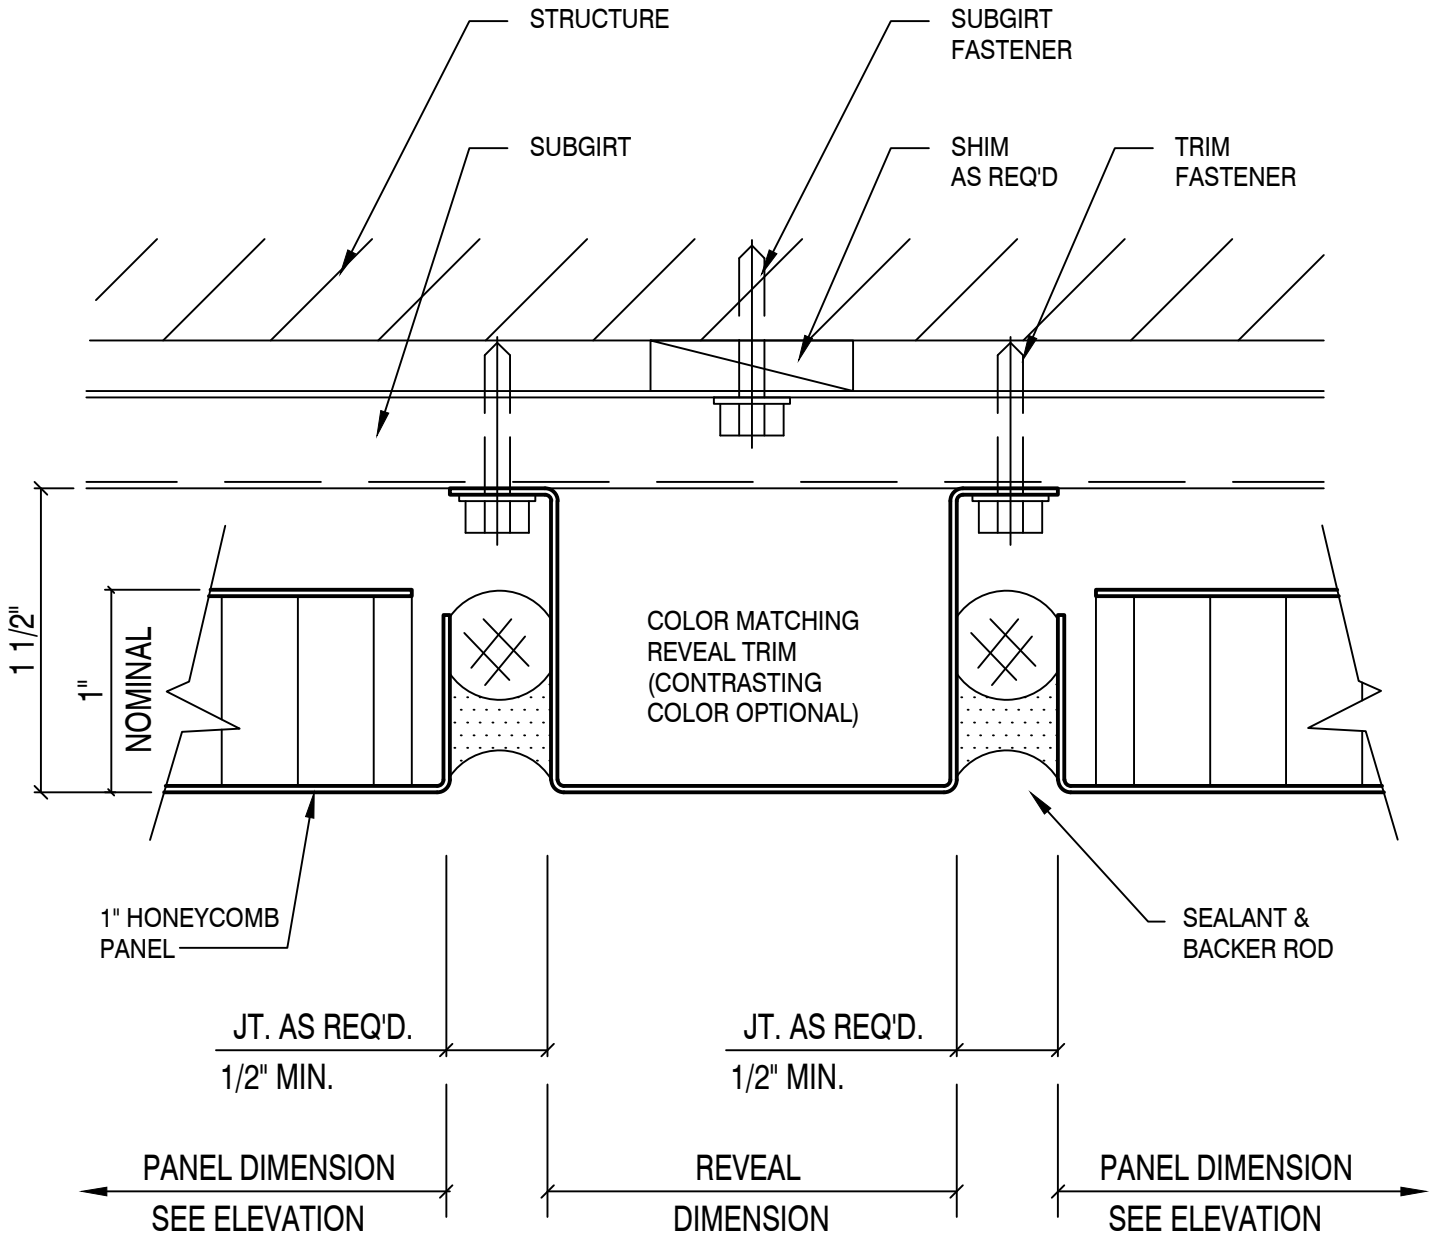 STRUCTURE
SUBGIRT
FASTENER
SUBGIRT
SHIM
AS REQ'D
TRIM
FASTENER
1 1/2"
1"
NOMINAL
COLOR MATCHING
REVEAL TRIM
(CONTRASTING
COLOR OPTIONAL)
1" HONEYCOMB
PANEL
SEALANT &
BACKER ROD
JT. AS REQ'D.
1/2" MIN.
JT. AS REQ'D.
1/2" MIN.
PANEL DIMENSION
SEE ELEVATION
REVEAL
DIMENSION
PANEL DIMENSION
SEE ELEVATION